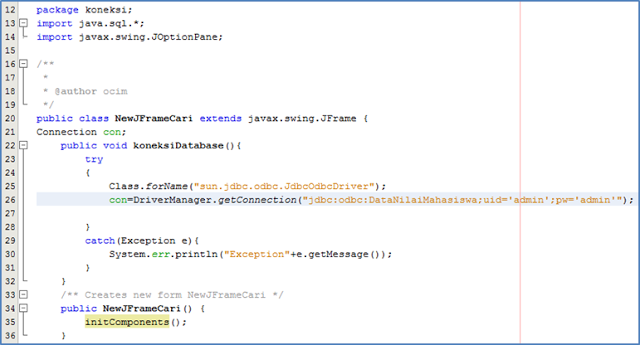 12 package koneksi;
13 import java.sql.*;
14 import javax.swing.JOptionPane;
15
16 /**
17  *
18  * @author ocim
19  */
20 public class NewJFrameCari extends javax.swing.JFrame {
21 Connection con;
22     public void koneksiDatabase(){
23         try
24         {
25             Class.forName("sun.jdbc.odbc.JdbcOdbcDriver");
26             con=DriverManager.getConnection("jdbc:odbc:DataNilaiMahasiswa;uid='admin';pw='admin'");
27
28         }
29         catch(Exception e){
30             System.err.println("Exception"+e.getMessage());
31         }
32     }
33     /** Creates new form NewJFrameCari */
34     public NewJFrameCari() {
35         initComponents();
36     }